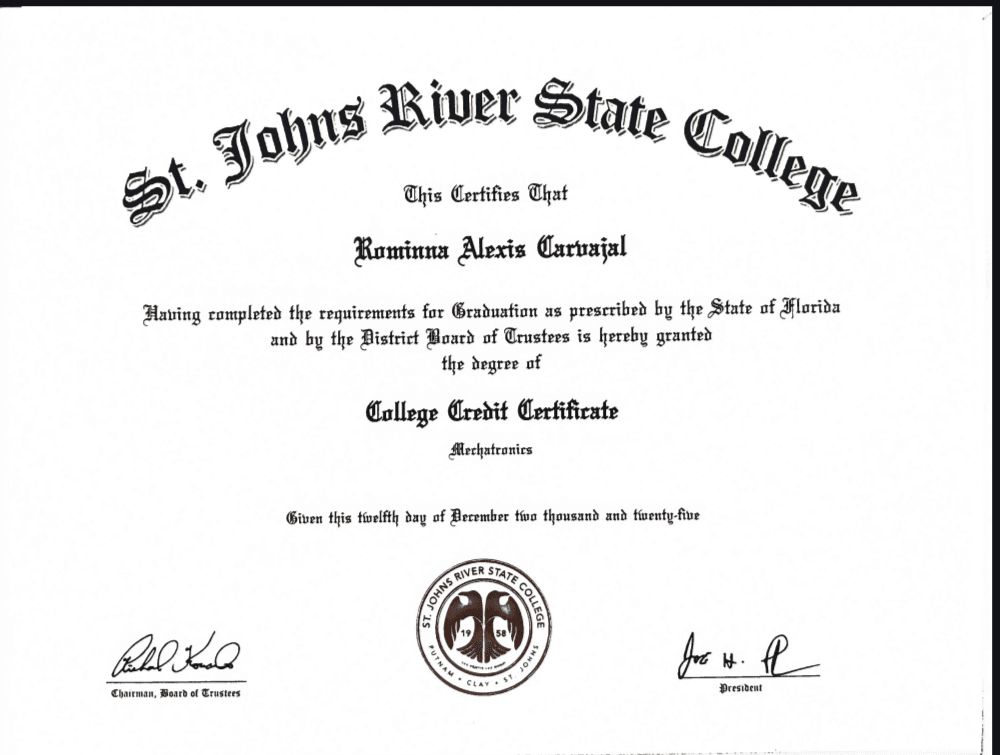 St. Johns River State College
This Certifies That
Rominna Alexis Carvajal
Having completed the requirements for Graduation as prescribed by the State of Florida
and by the District Board of Trustees is hereby granted
the degree of
College Credit Certificate
Mechatronics
Given this twelfth day of December two thousand and twenty-five
ST. JOHNS RIVER STATE COLLEGE
19 58
PUTNAM • CLAY • ST. JOHNS
Chairman, Board of Trustees
President